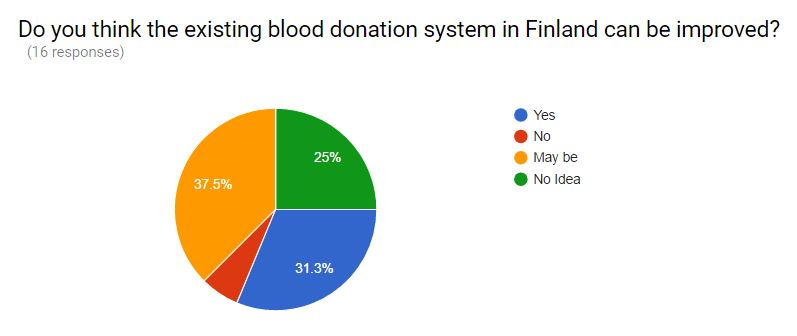 Do you think the existing blood donation system in Finland can be improved?
(16 responses)
25%
37.5%
31.3%
Yes
No
May be
No Idea